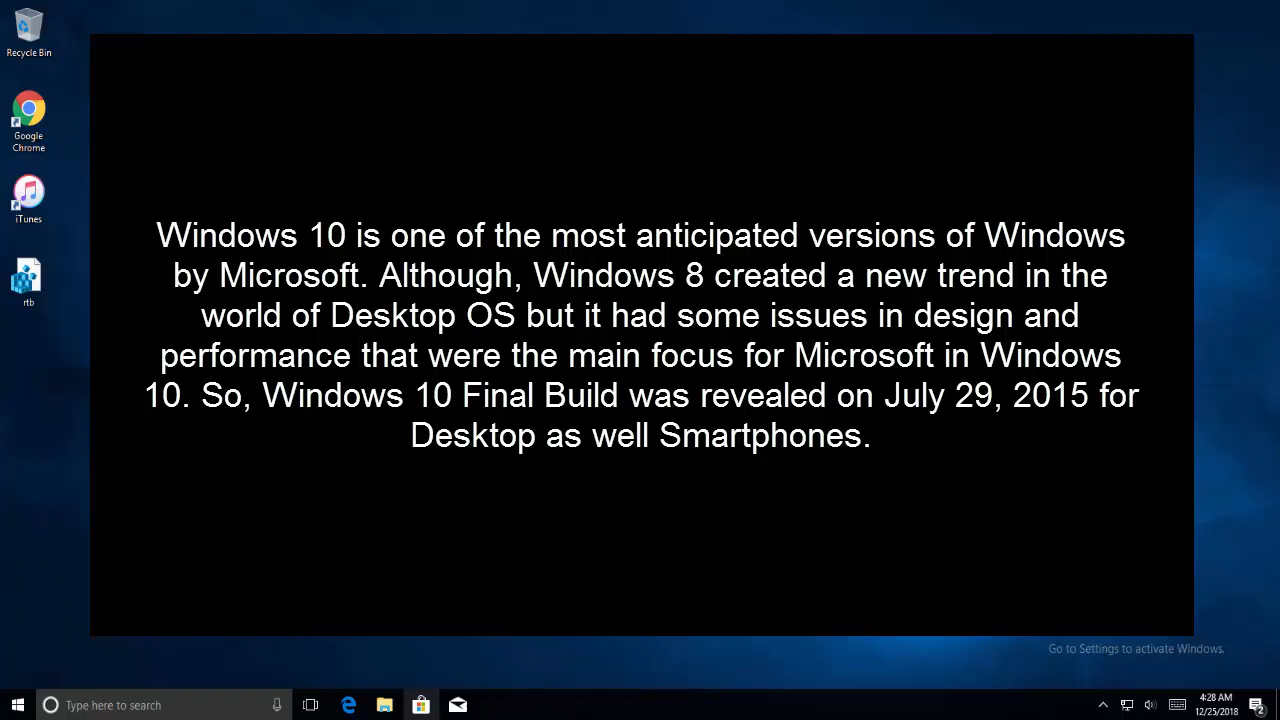 Recycle Bin
Google
Chrome
iTunes
rtb
Windows 10 is one of the most anticipated versions of Windows
by Microsoft. Although, Windows 8 created a new trend in the
world of Desktop OS but it had some issues in design and
performance that were the main focus for Microsoft in Windows
10. So, Windows 10 Final Build was revealed on July 29, 2015 for
Desktop as well Smartphones.
Go to Settings to activate Windows.
Type here to search
4:28 AM
12/25/2018
2